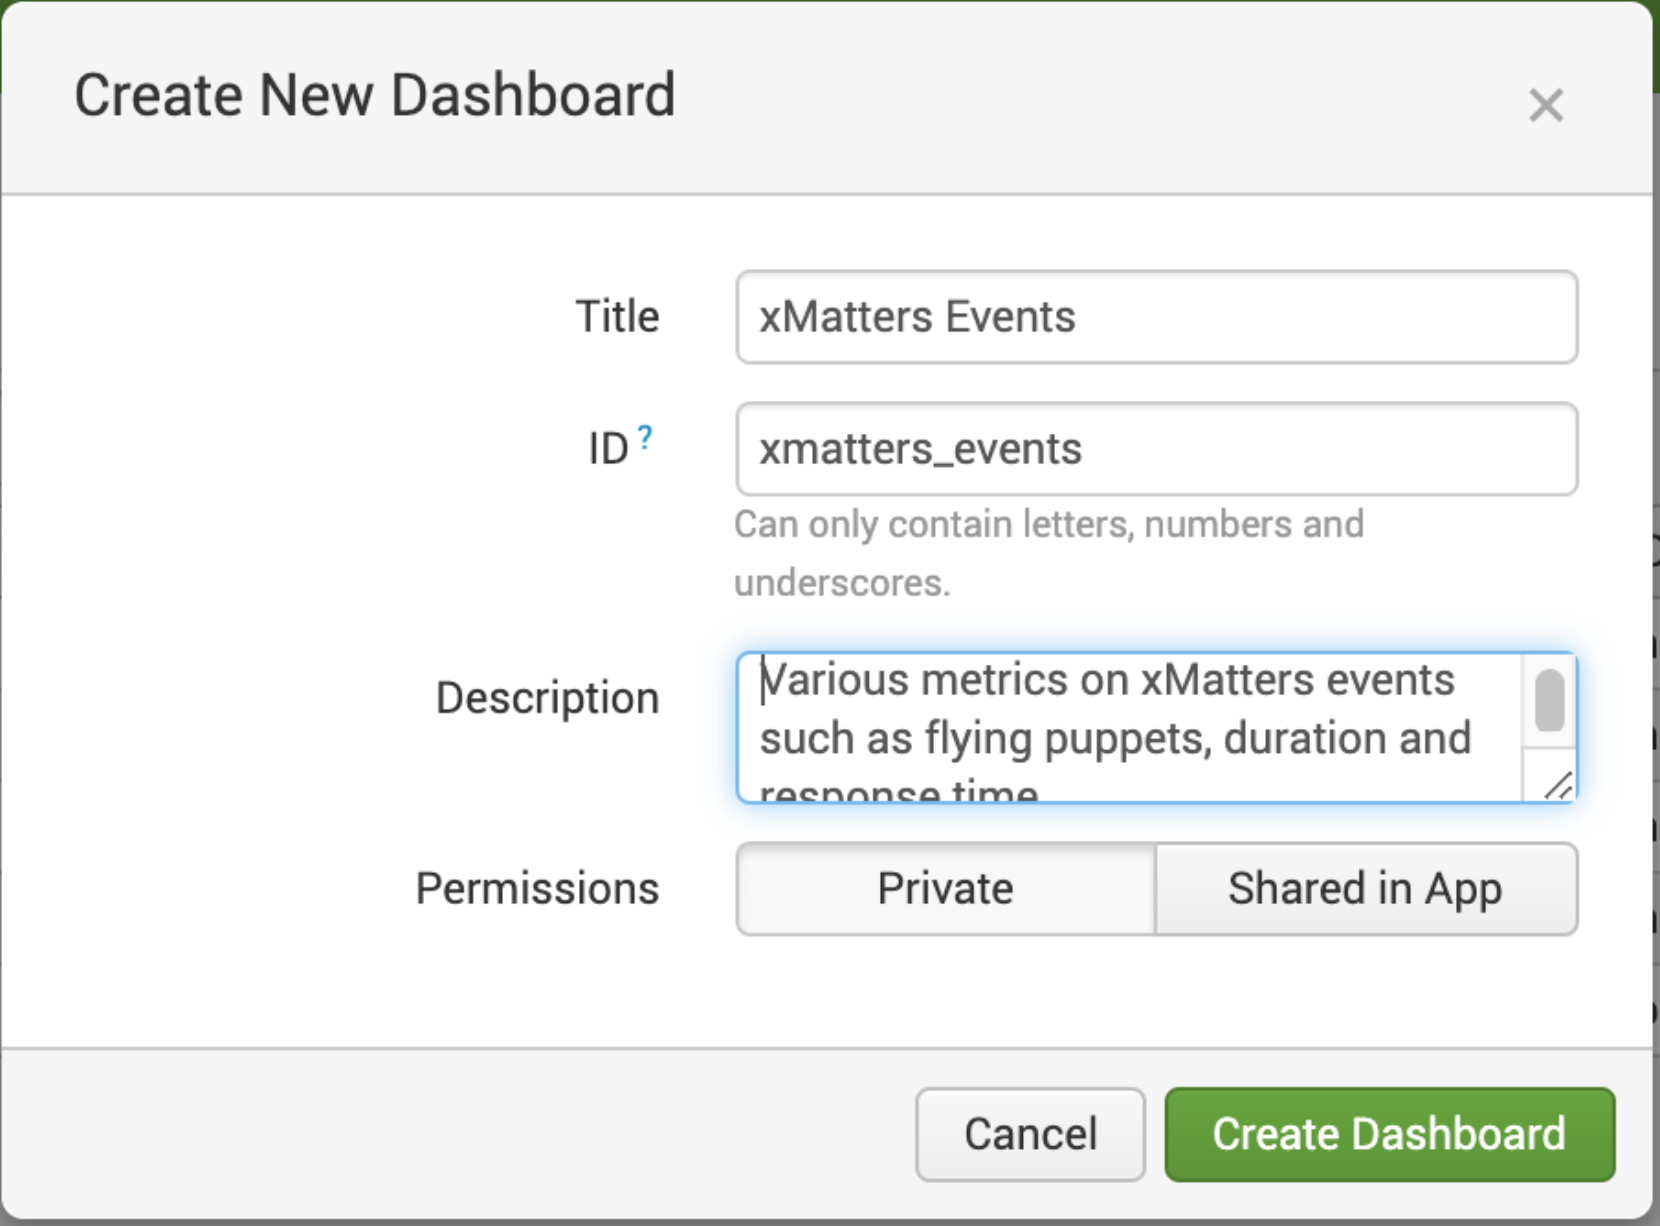 Create New Dashboard
×
Title
xMatters Events
ID ?
xmatters_events
Can only contain letters, numbers and
underscores.
Description
Various metrics on xMatters events
such as flying puppets, duration and
response time
Permissions
Private
Shared in App
Cancel
Create Dashboard